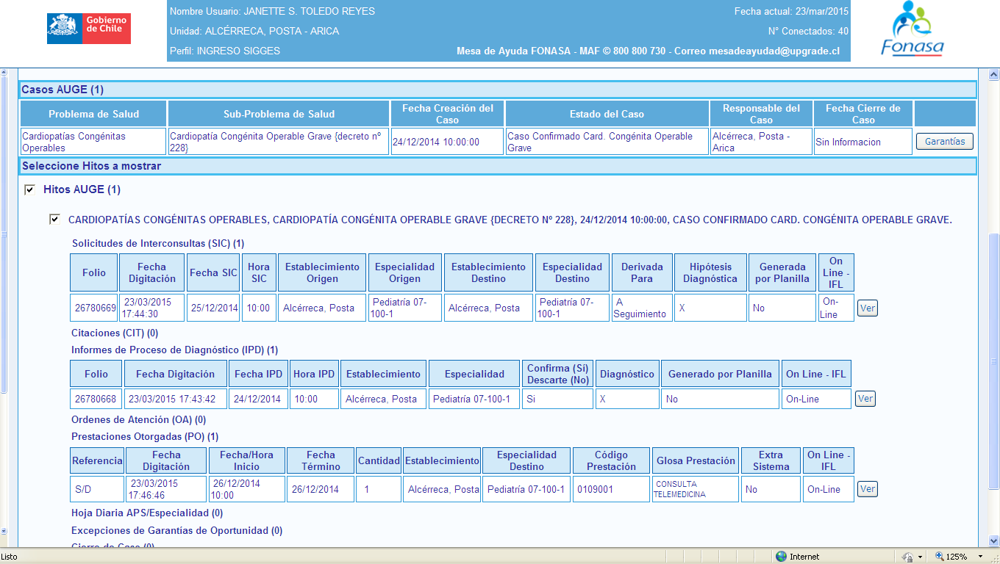 Gobierno
de Chile
Nombre Usuario: JANETTE S. TOLEDO REYES
Fecha actual: 23/mar/2015
Unidad: ALCÉRRECA, POSTA - ARICA
N° Conectados: 40
Perfil: INGRESO SIGGES
Mesa de Ayuda FONASA - MAF © 800 800 730 - Correo mesadeayudad@upgrade.cl
Fonasa
Casos AUGE (1)
Problema de Salud Sub-Problema de Salud Fecha Creación del Caso Estado del Caso Responsable del Caso Fecha Cierre de Caso
Cardiopatías Congénitas Operables Cardiopatía Congénita Operable Grave {decreto nº 228} 24/12/2014 10:00:00 Caso Confirmado Card. Congénita Operable Grave Alcérreca, Posta - Arica Sin Informacion Garantías
Seleccione Hitos a mostrar
Hitos AUGE (1)
CARDIOPATÍAS CONGÉNITAS OPERABLES, CARDIOPATÍA CONGÉNITA OPERABLE GRAVE {DECRETO Nº 228}, 24/12/2014 10:00:00, CASO CONFIRMADO CARD. CONGÉNITA OPERABLE GRAVE.
Solicitudes de Interconsultas (SIC) (1)
Folio Fecha Digitación Fecha SIC Hora SIC Establecimiento Origen Especialidad Origen Establecimiento Destino Especialidad Destino Derivada Para Hipótesis Diagnóstica Generada por Planilla On Line - IFL
26780669 23/03/2015 17:44:30 25/12/2014 10:00 Alcérreca, Posta Pediatría 07-100-1 Alcérreca, Posta Pediatría 07-100-1 A Seguimiento X No On-Line Ver
Citaciones (CIT) (0)
Informes de Proceso de Diagnóstico (IPD) (1)
Folio Fecha Digitación Fecha IPD Hora IPD Establecimiento Especialidad Confirma (Sí) Descarte (No) Diagnóstico Generado por Planilla On Line - IFL
26780668 23/03/2015 17:43:42 24/12/2014 10:00 Alcérreca, Posta Pediatría 07-100-1 Si X No On-Line Ver
Ordenes de Atención (OA) (0)
Prestaciones Otorgadas (PO) (1)
Referencia Fecha Digitación Fecha/Hora Inicio Fecha Término Cantidad Establecimiento Especialidad Destino Código Prestación Glosa Prestación Extra Sistema On Line - IFL
S/D 23/03/2015 17:46:46 26/12/2014 10:00 26/12/2014 1 Alcérreca, Posta Pediatría 07-100-1 0109001 CONSULTA TELEMEDICINA No On-Line Ver
Hoja Diaria APS/Especialidad (0)
Excepciones de Garantías de Oportunidad (0)
Cierre de Caso (0)
Listo
Internet
125%